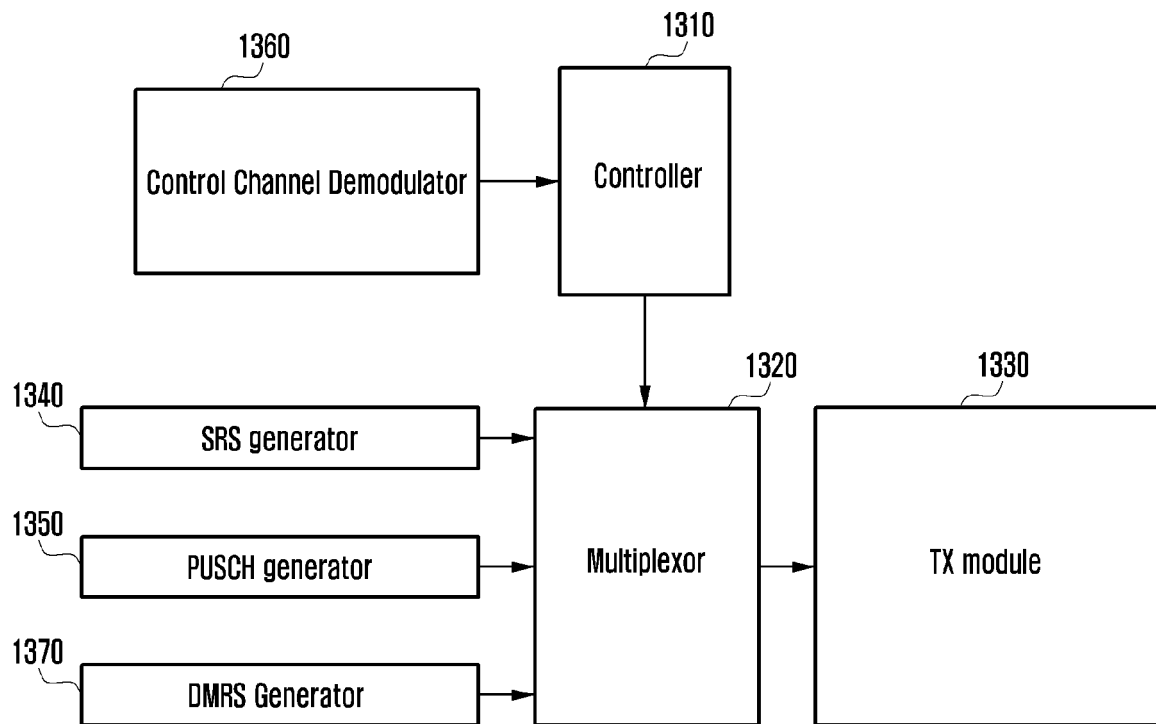 1360
1310
Control Channel Demodulator
Controller
1320
1330
1340
SRS generator
1350
PUSCH generator
Multiplexor
TX module
1370
DMRS Generator